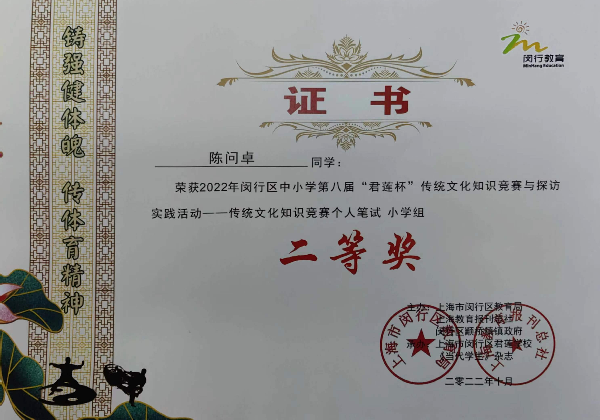 铸强健体魄 传体育精神
闵行教育
MinHang Education
证书
陈问卓 同学：
荣获2022年闵行区中小学第八届“君莲杯”传统文化知识竞赛与探访
实践活动——传统文化知识竞赛个人笔试 小学组
二等奖
主办：上海市闵行区教育局
上海教育报刊总社
闵行区颛桥镇政府
承办：上海市闵行区君莲学校
《当代学生》杂志
二零二二年十月
上海市闵行区教育局
报刊总社